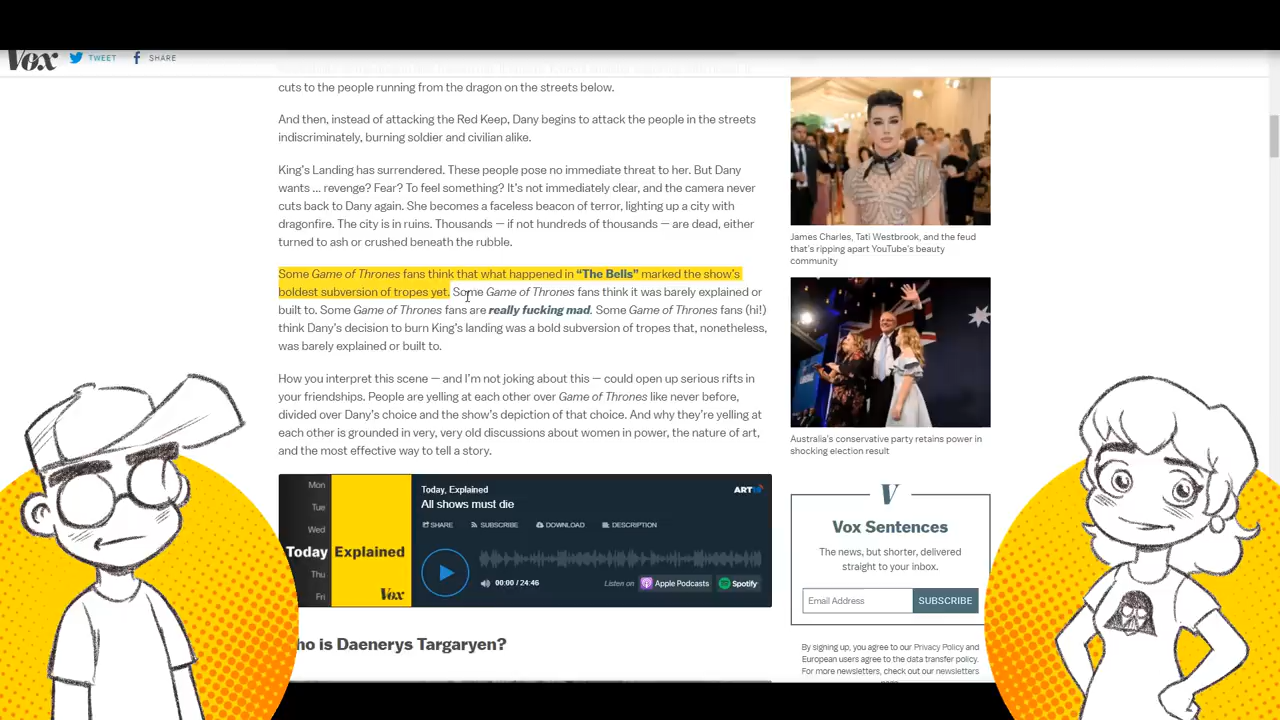 Vox
TWEET
SHARE
cuts to the people running from the dragon on the streets below.
And then, instead of attacking the Red Keep, Dany begins to attack the people in the streets
indiscriminately, burning soldier and civilian alike.
King's Landing has surrendered. These people pose no immediate threat to her. But Dany
wants ... revenge? Fear? To feel something? It's not immediately clear, and the camera never
cuts back to Dany again. She becomes a faceless beacon of terror, lighting up a city with
dragonfire. The city is in ruins. Thousands — if not hundreds of thousands — are dead, either
turned to ash or crushed beneath the rubble.
Some Game of Thrones fans think that what happened in “The Bells” marked the show's
boldest subversion of tropes yet. Some Game of Thrones fans think it was barely explained or
built to. Some Game of Thrones fans are really fucking mad. Some Game of Thrones fans (hi!)
think Dany's decision to burn King's landing was a bold subversion of tropes that, nonetheless,
was barely explained or built to.
How you interpret this scene — and I'm not joking about this — could open up serious rifts in
your friendships. People are yelling at each other over Game of Thrones like never before,
divided over Dany's choice and the show's depiction of that choice. And why they're yelling at
each other is grounded in very, very old discussions about women in power, the nature of art,
and the most effective way to tell a story.
Mon
Tue
Wed
Today Explained
Thu
Fri
Vox
Today, Explained
All shows must die
ART19
SHARE
SUBSCRIBE
DOWNLOAD
DESCRIPTION
00:00 / 24:46
Listen on
Apple Podcasts
Spotify
ho is Daenerys Targaryen?
James Charles, Tati Westbrook, and the feud
that's ripping apart YouTube's beauty
community
Australia's conservative party retains power in
shocking election result
V
Vox Sentences
The news, but shorter, delivered
straight to your inbox.
Email Address
SUBSCRIBE
By signing up, you agree to our Privacy Policy and
European users agree to the data transfer policy.
For more newsletters, check out our newsletters